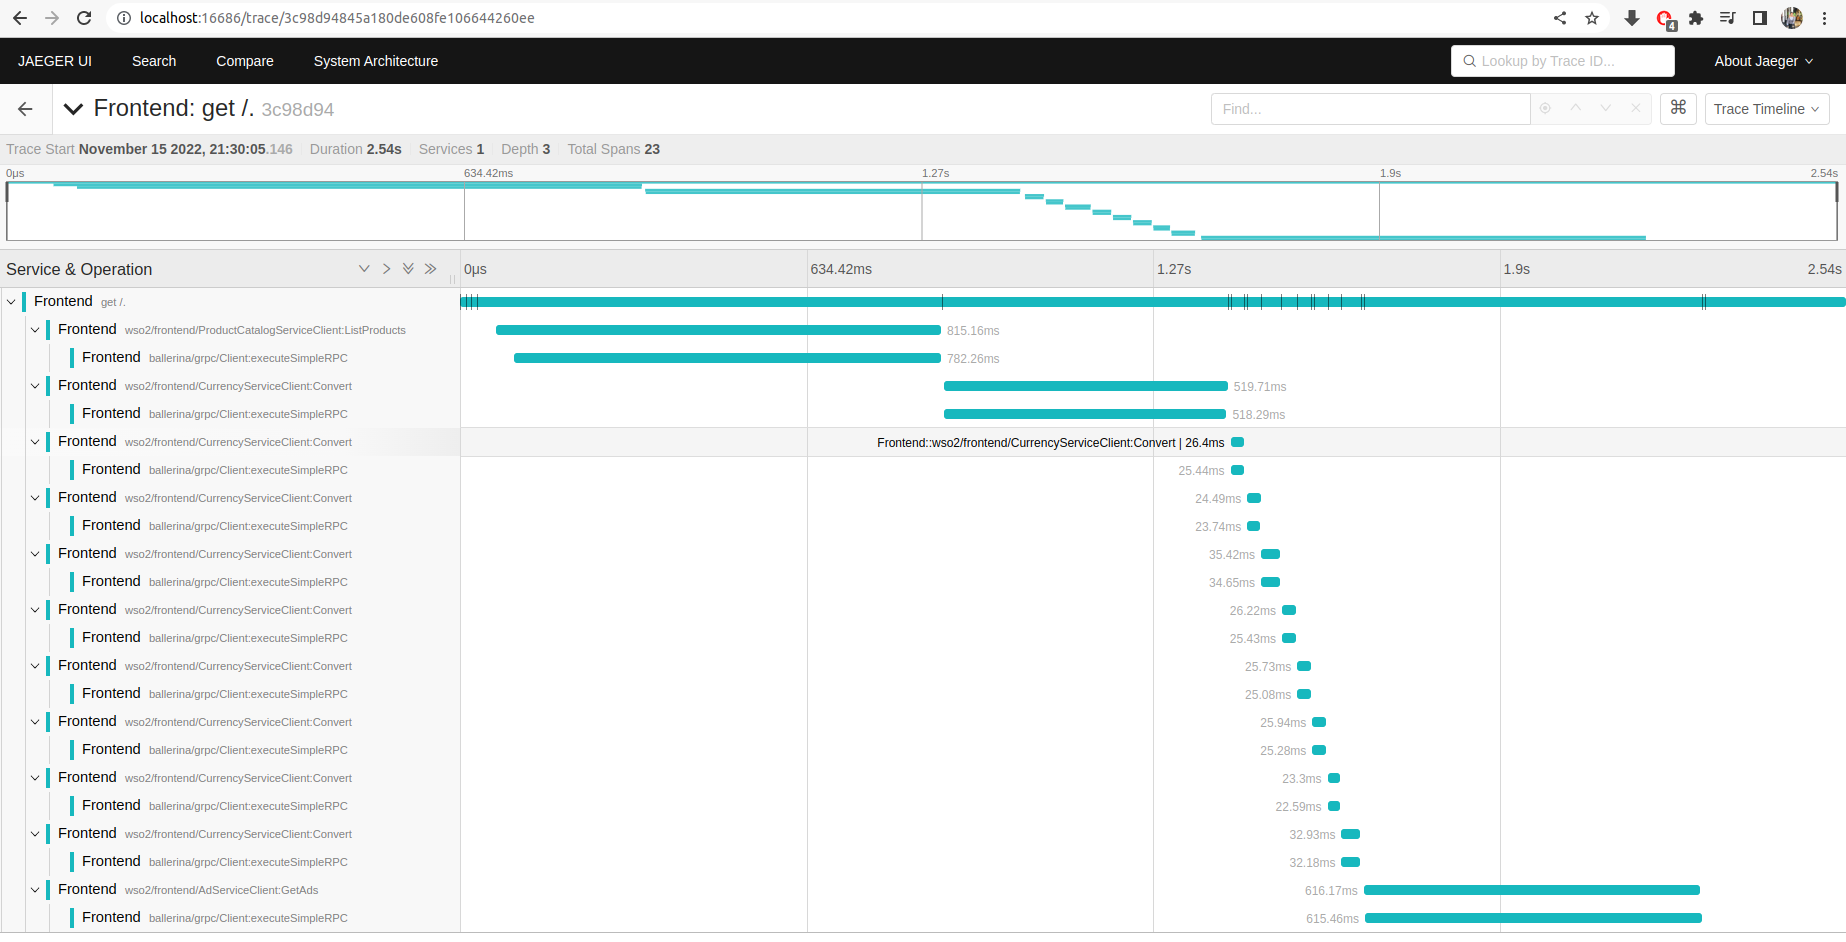 localhost:16686/trace/3c98d94845a180de608fe106644260ee
4
JAEGER UI Search Compare System Architecture Lookup by Trace ID... About Jaeger
Frontend: get /. 3c98d94 Find... ⌘ Trace Timeline
Trace Start November 15 2022, 21:30:05.146 Duration 2.54s Services 1 Depth 3 Total Spans 23
0μs 634.42ms 1.27s 1.9s 2.54s
Service & Operation 0μs 634.42ms 1.27s 1.9s 2.54s
Frontend get /.
Frontend wso2/frontend/ProductCatalogServiceClient:ListProducts 815.16ms
Frontend ballerina/grpc/Client:executeSimpleRPC 782.26ms
Frontend wso2/frontend/CurrencyServiceClient:Convert 519.71ms
Frontend ballerina/grpc/Client:executeSimpleRPC 518.29ms
Frontend wso2/frontend/CurrencyServiceClient:Convert Frontend::wso2/frontend/CurrencyServiceClient:Convert | 26.4ms
Frontend ballerina/grpc/Client:executeSimpleRPC 25.44ms
Frontend wso2/frontend/CurrencyServiceClient:Convert 24.49ms
Frontend ballerina/grpc/Client:executeSimpleRPC 23.74ms
Frontend wso2/frontend/CurrencyServiceClient:Convert 35.42ms
Frontend ballerina/grpc/Client:executeSimpleRPC 34.65ms
Frontend wso2/frontend/CurrencyServiceClient:Convert 26.22ms
Frontend ballerina/grpc/Client:executeSimpleRPC 25.43ms
Frontend wso2/frontend/CurrencyServiceClient:Convert 25.73ms
Frontend ballerina/grpc/Client:executeSimpleRPC 25.08ms
Frontend wso2/frontend/CurrencyServiceClient:Convert 25.94ms
Frontend ballerina/grpc/Client:executeSimpleRPC 25.28ms
Frontend wso2/frontend/CurrencyServiceClient:Convert 23.3ms
Frontend ballerina/grpc/Client:executeSimpleRPC 22.59ms
Frontend wso2/frontend/CurrencyServiceClient:Convert 32.93ms
Frontend ballerina/grpc/Client:executeSimpleRPC 32.18ms
Frontend wso2/frontend/AdServiceClient:GetAds 616.17ms
Frontend ballerina/grpc/Client:executeSimpleRPC 615.46ms